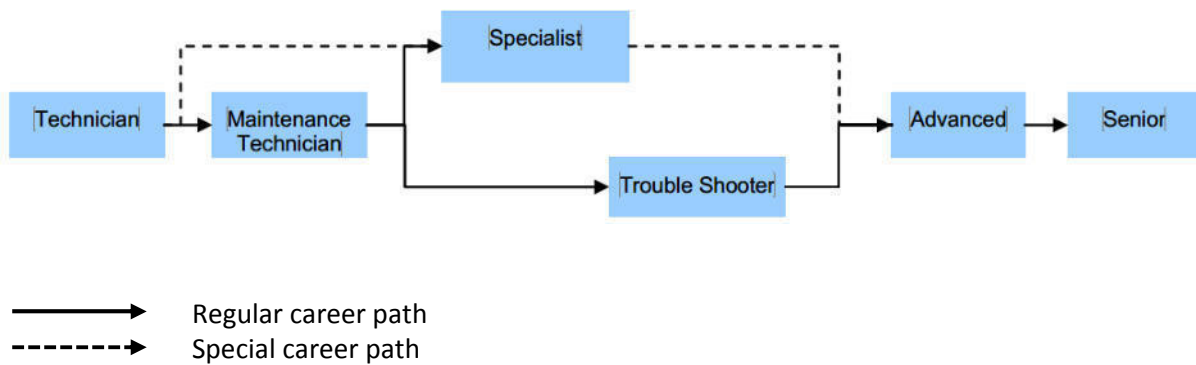 Specialist
Technician
Maintenance
Technician
Advanced
Senior
Trouble Shooter
Regular career path
Special career path